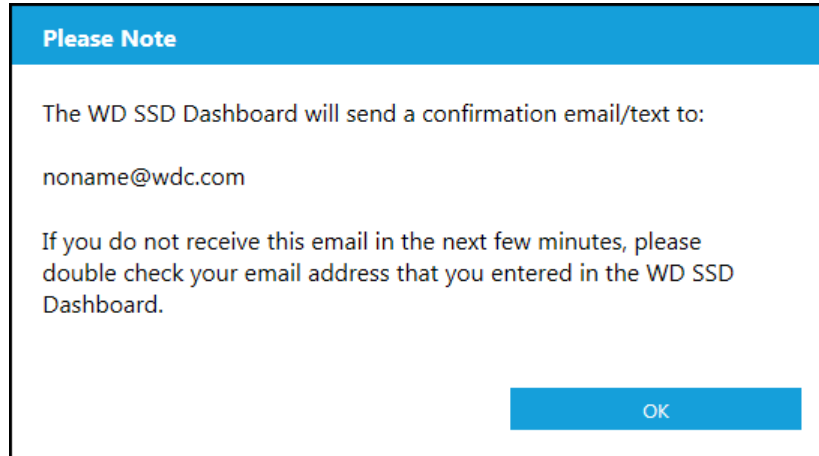 Please Note
The WD SSD Dashboard will send a confirmation email/text to:
noname@wdc.com
If you do not receive this email in the next few minutes, please
double check your email address that you entered in the WD SSD
Dashboard.
OK